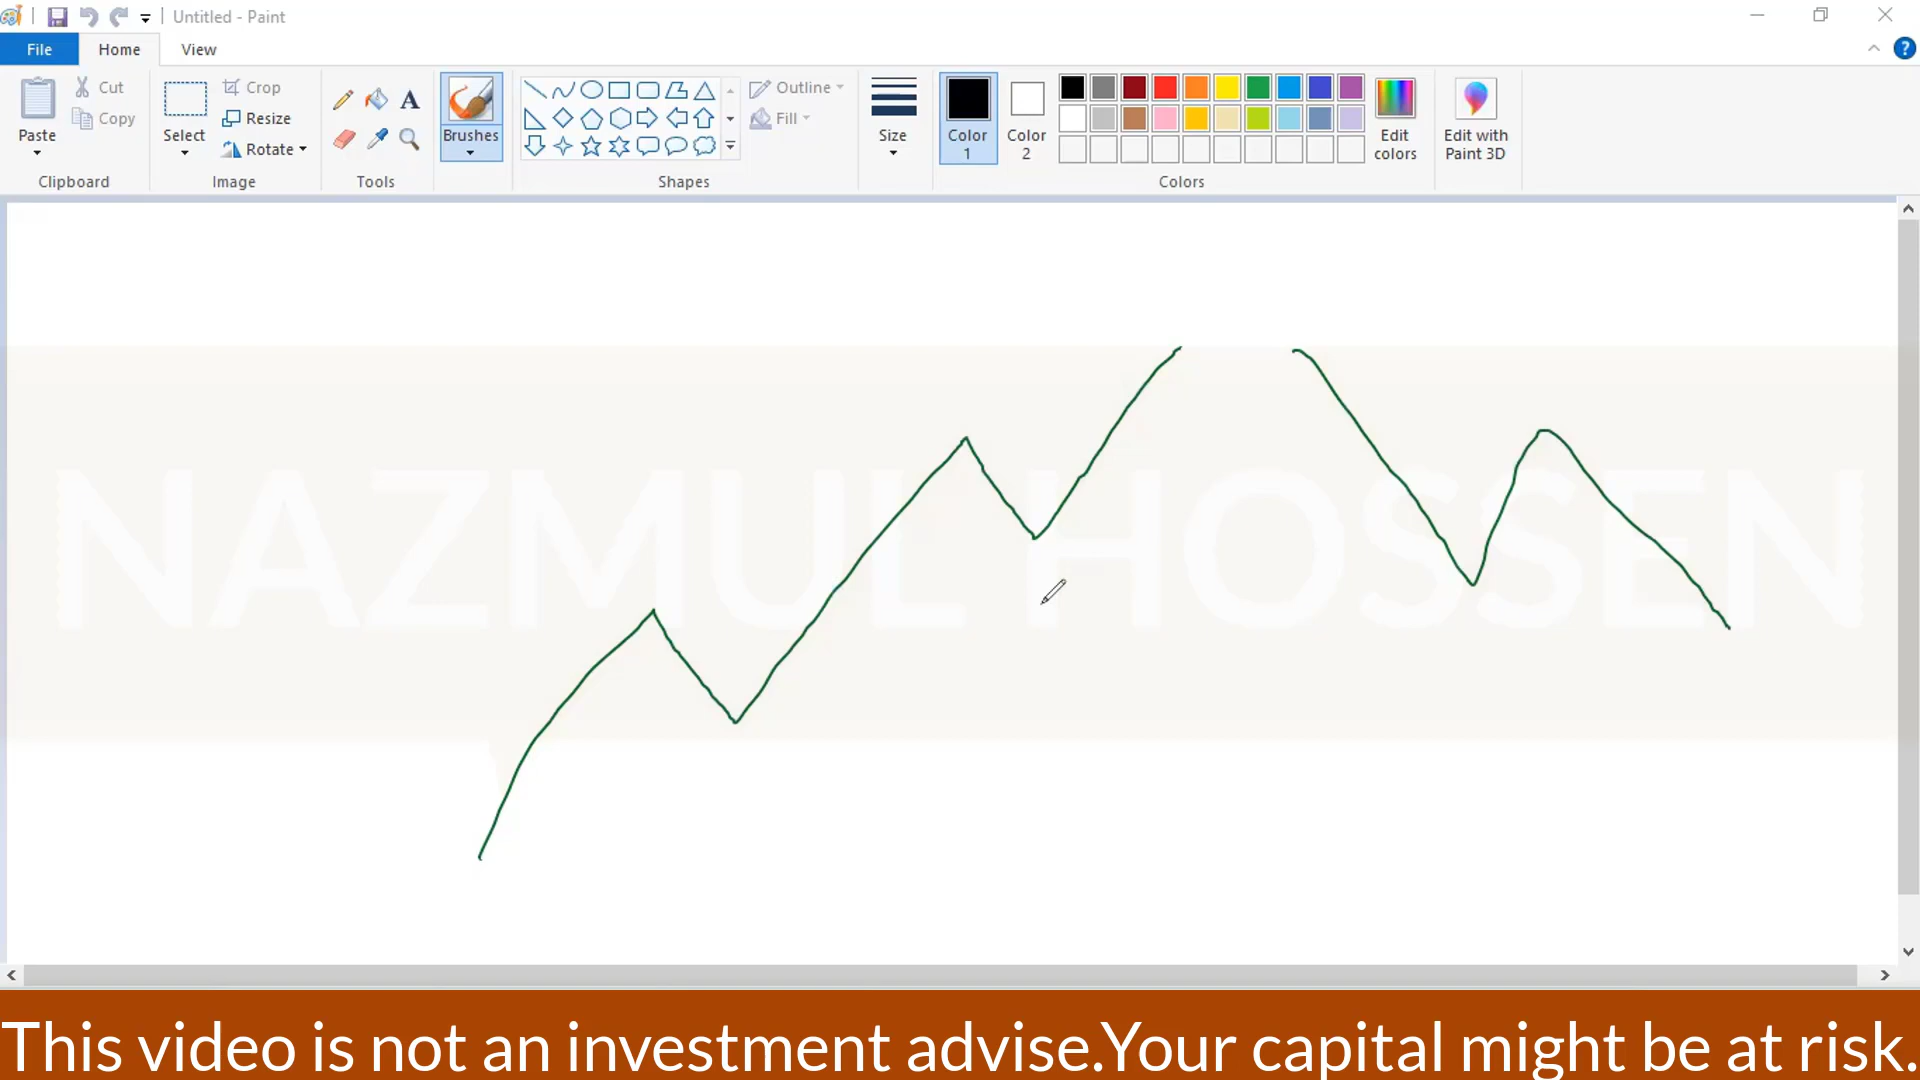 Untitled - Paint
File Home View
Paste Cut Copy Clipboard
Select Crop Resize Rotate Image
Tools
Brushes
Outline Fill Shapes
Size
Color 1 Color 2 Edit colors Colors
Edit with Paint 3D
NAZMUL HOSSEN
This video is not an investment advise.Your capital might be at risk.